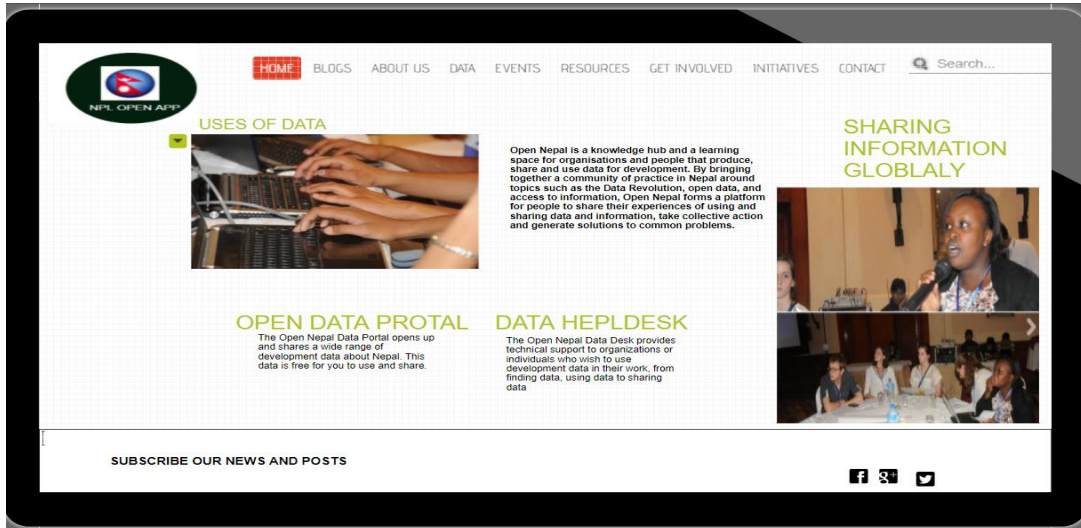 HOME BLOGS ABOUT US DATA EVENTS RESOURCES GET INVOLVED INITIATIVES CONTACT Search...
NPL OPEN APP
USES OF DATA
Open Nepal is a knowledge hub and a learning
space for organisations and people that produce,
share and use data for development. By bringing
together a community of practice in Nepal around
topics such as the Data Revolution, open data, and
access to information, Open Nepal forms a platform
for people to share their experiences of using and
sharing data and information, take collective action
and generate solutions to common problems.
SHARING
INFORMATION
GLOBLALY
OPEN DATA PROTAL
The Open Nepal Data Portal opens up
and shares a wide range of
development data about Nepal. This
data is free for you to use and share.
DATA HEPLDESK
The Open Nepal Data Desk provides
technical support to organizations or
individuals who wish to use
development data in their work, from
finding data, using data to sharing
data
SUBSCRIBE OUR NEWS AND POSTS